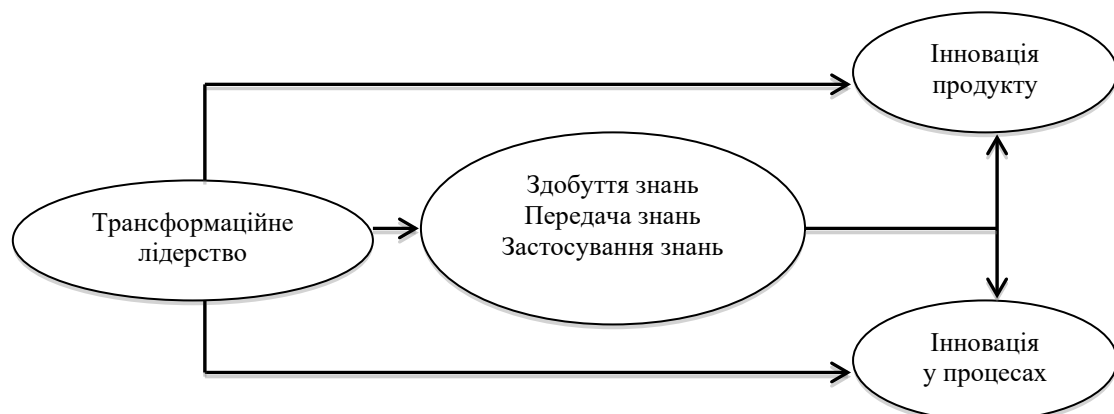 Інновація
продукту
Здобуття знань
Передача знань
Застосування знань
Трансформаційне
лідерство
Інновація
у процесах